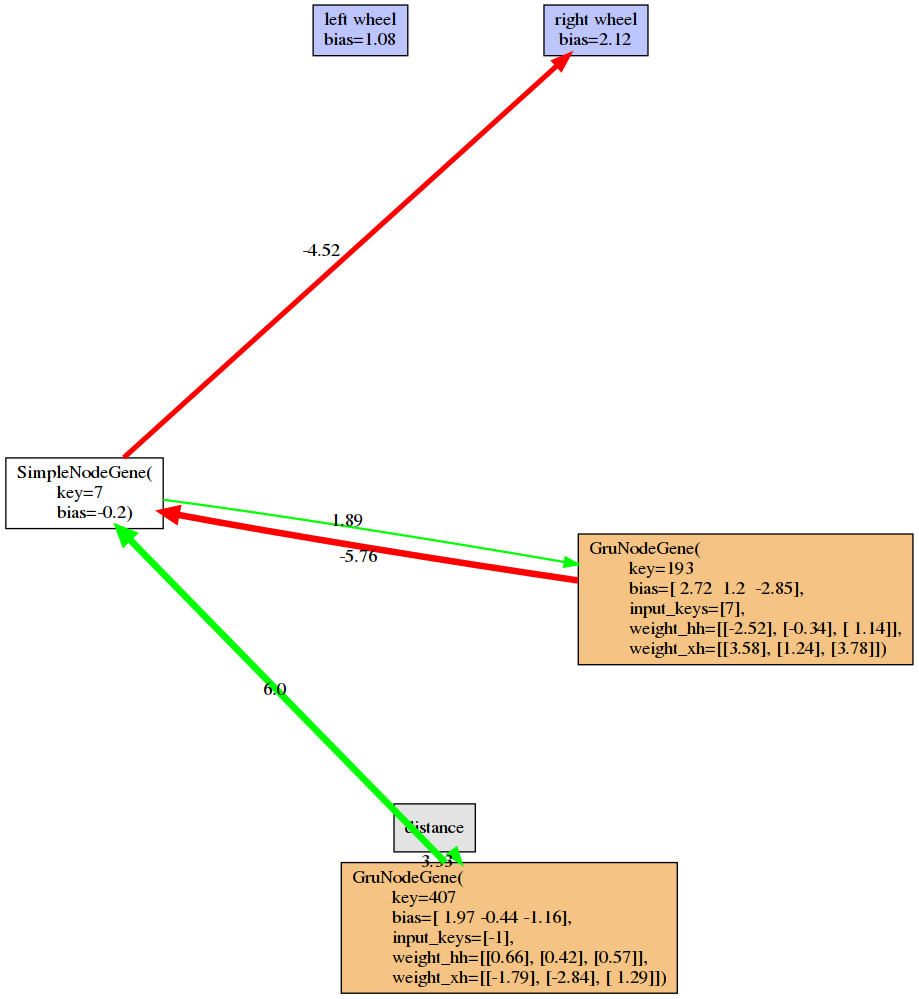 left wheel
bias=1.08
right wheel
bias=2.12
-4.52
SimpleNodeGene(
key=7
bias=-0.2)
1.89
-5.76
GruNodeGene(
key=193
bias=[ 2.72  1.2  -2.85],
input_keys=[7],
weight_hh=[[-2.52], [-0.34], [ 1.14]],
weight_xh=[[3.58], [1.24], [3.78]])
6.0
distance
3.53
GruNodeGene(
key=407
bias=[ 1.97 -0.44 -1.16],
input_keys=[-1],
weight_hh=[[0.66], [0.42], [0.57]],
weight_xh=[[-1.79], [-2.84], [ 1.29]])